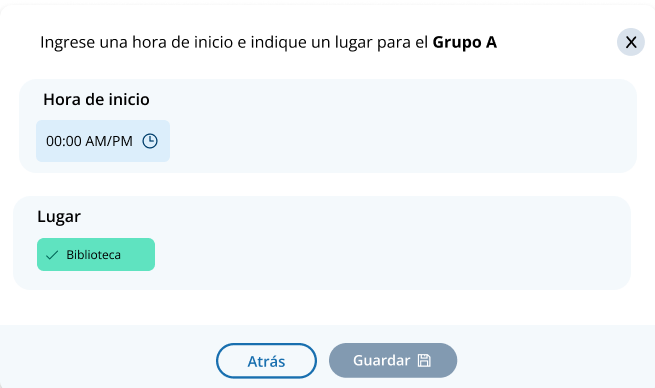 Ingrese una hora de inicio e indique un lugar para el Grupo A
X
Hora de inicio
00:00 AM/PM
Lugar
Biblioteca
Atrás
Guardar